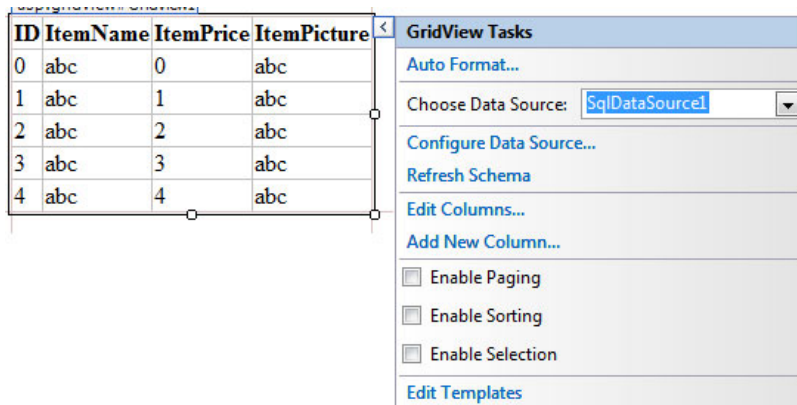 ID ItemName ItemPrice ItemPicture
0 abc 0 abc
1 abc 1 abc
2 abc 2 abc
3 abc 3 abc
4 abc 4 abc
GridView Tasks
Auto Format...
Choose Data Source: SqlDataSource1
Configure Data Source...
Refresh Schema
Edit Columns...
Add New Column...
Enable Paging
Enable Sorting
Enable Selection
Edit Templates